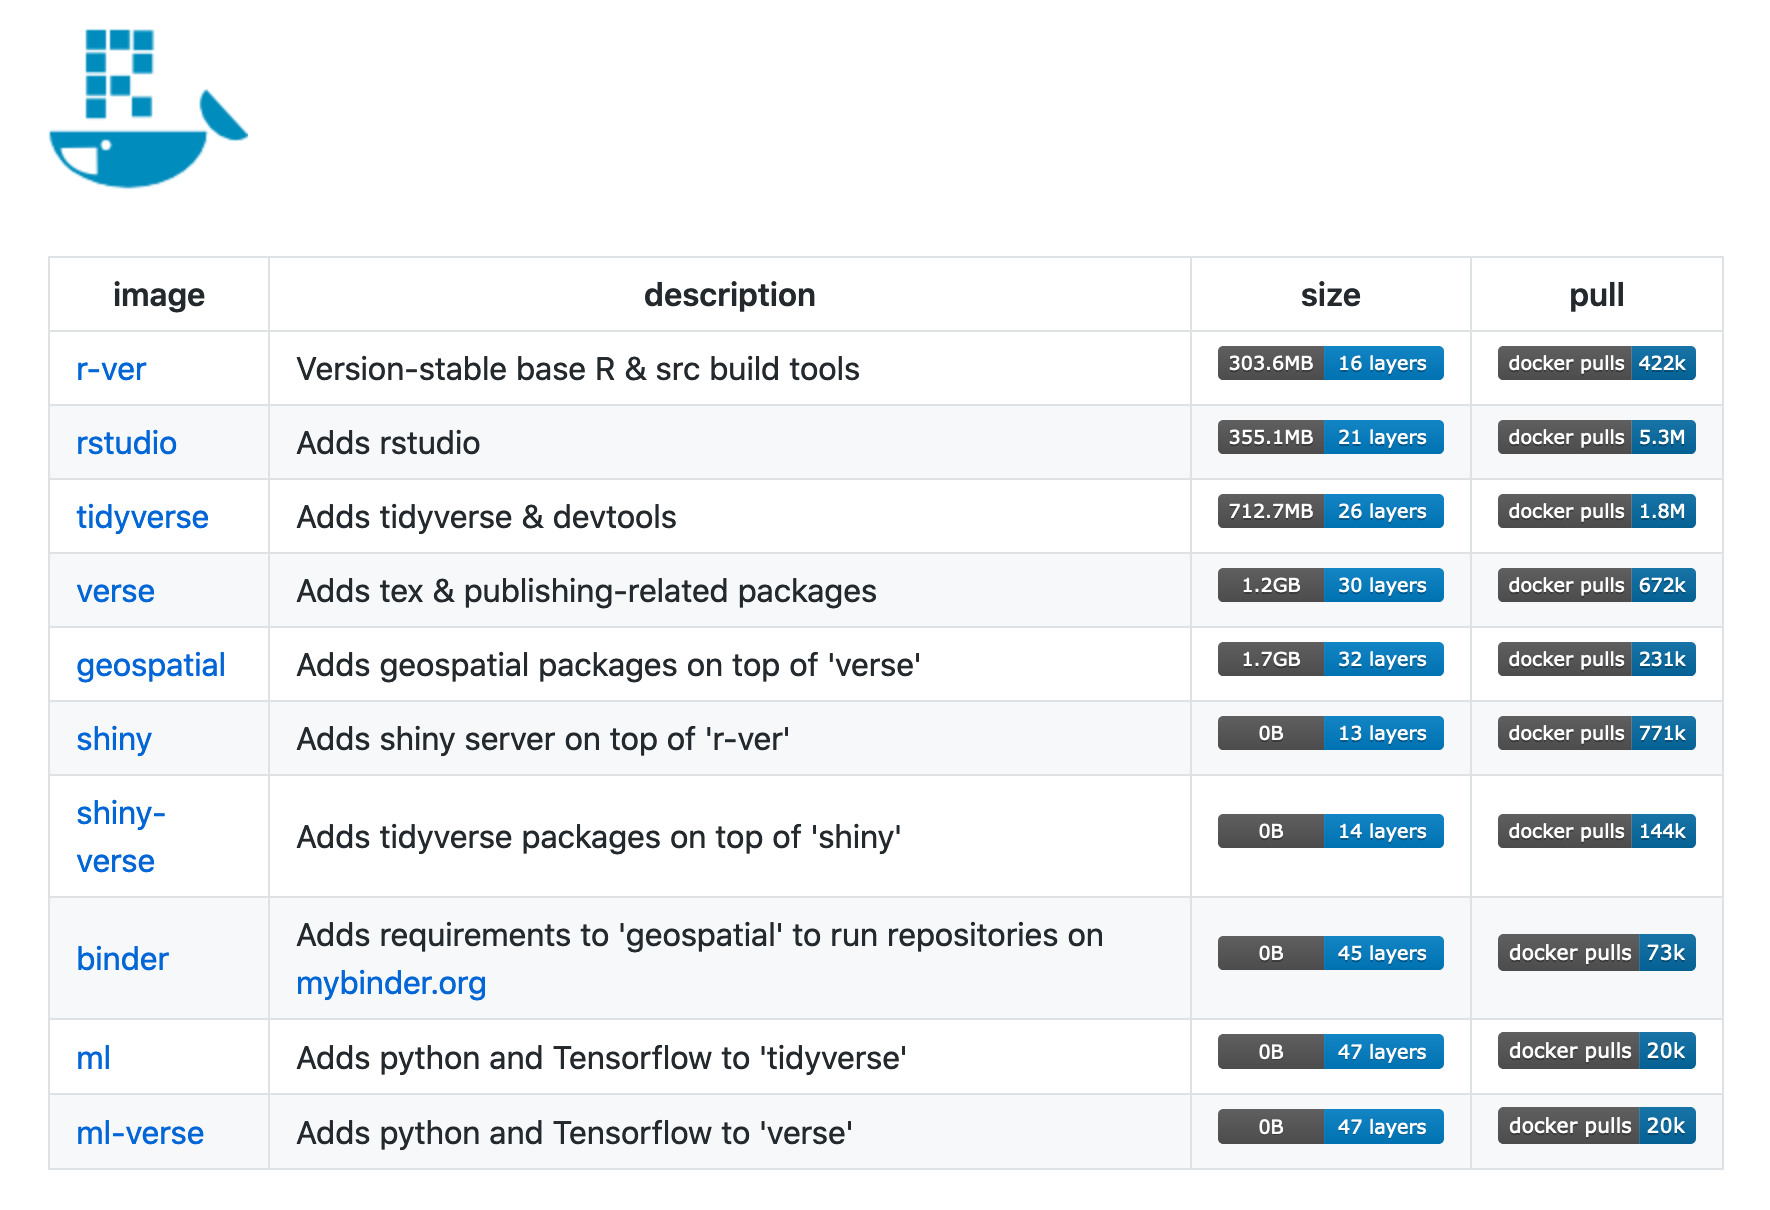 image description size pull
r-ver Version-stable base R & src build tools 303.6MB 16 layers docker pulls 422k
rstudio Adds rstudio 355.1MB 21 layers docker pulls 5.3M
tidyverse Adds tidyverse & devtools 712.7MB 26 layers docker pulls 1.8M
verse Adds tex & publishing-related packages 1.2GB 30 layers docker pulls 672k
geospatial Adds geospatial packages on top of 'verse' 1.7GB 32 layers docker pulls 231k
shiny Adds shiny server on top of 'r-ver' 0B 13 layers docker pulls 771k
shiny-
verse Adds tidyverse packages on top of 'shiny' 0B 14 layers docker pulls 144k
binder Adds requirements to 'geospatial' to run repositories on
mybinder.org 0B 45 layers docker pulls 73k
ml Adds python and Tensorflow to 'tidyverse' 0B 47 layers docker pulls 20k
ml-verse Adds python and Tensorflow to 'verse' 0B 47 layers docker pulls 20k